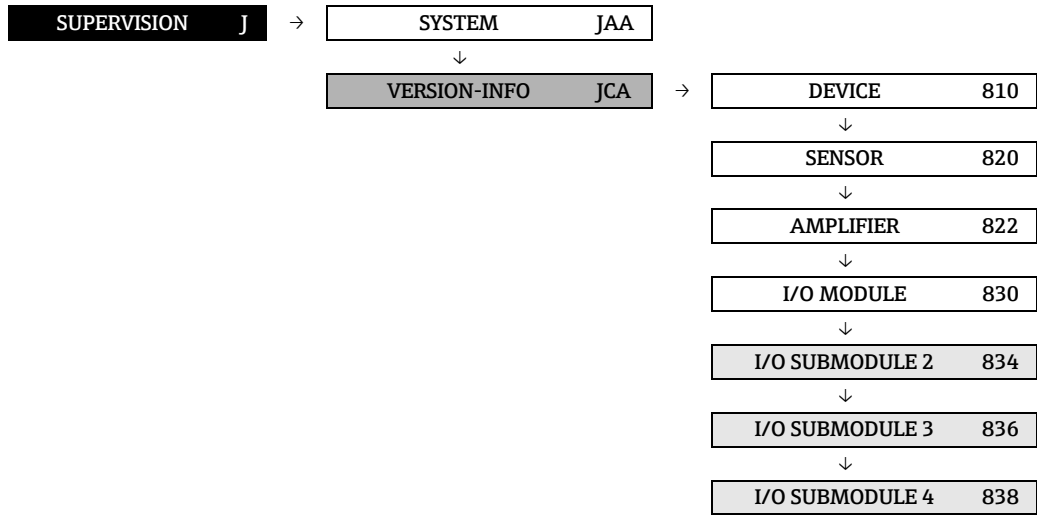 SUPERVISION J → SYSTEM JAA
↓
VERSION-INFO JCA → DEVICE 810
↓
SENSOR 820
↓
AMPLIFIER 822
↓
I/O MODULE 830
↓
I/O SUBMODULE 2 834
↓
I/O SUBMODULE 3 836
↓
I/O SUBMODULE 4 838